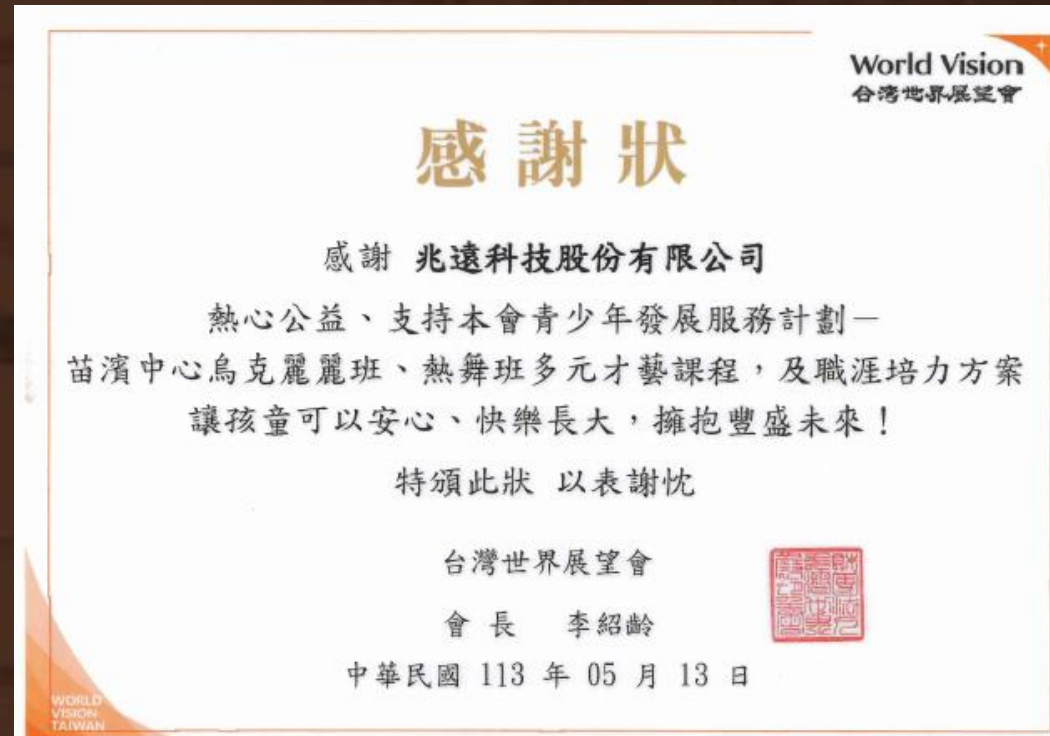 World Vision
台灣世界展望會
感謝狀
感謝 兆遠科技股份有限公司
熱心公益、支持本會青少年發展服務計劃－
苗濱中心烏克麗麗班、熱舞班多元才藝課程,及職涯培力方案
讓孩童可以安心、快樂長大,擁抱豐盛未來!
特頒此狀 以表謝忱
台灣世界展望會
會長 李紹齡
中華民國 113 年 05 月 13 日
WORLD
VISION
TAIWAN